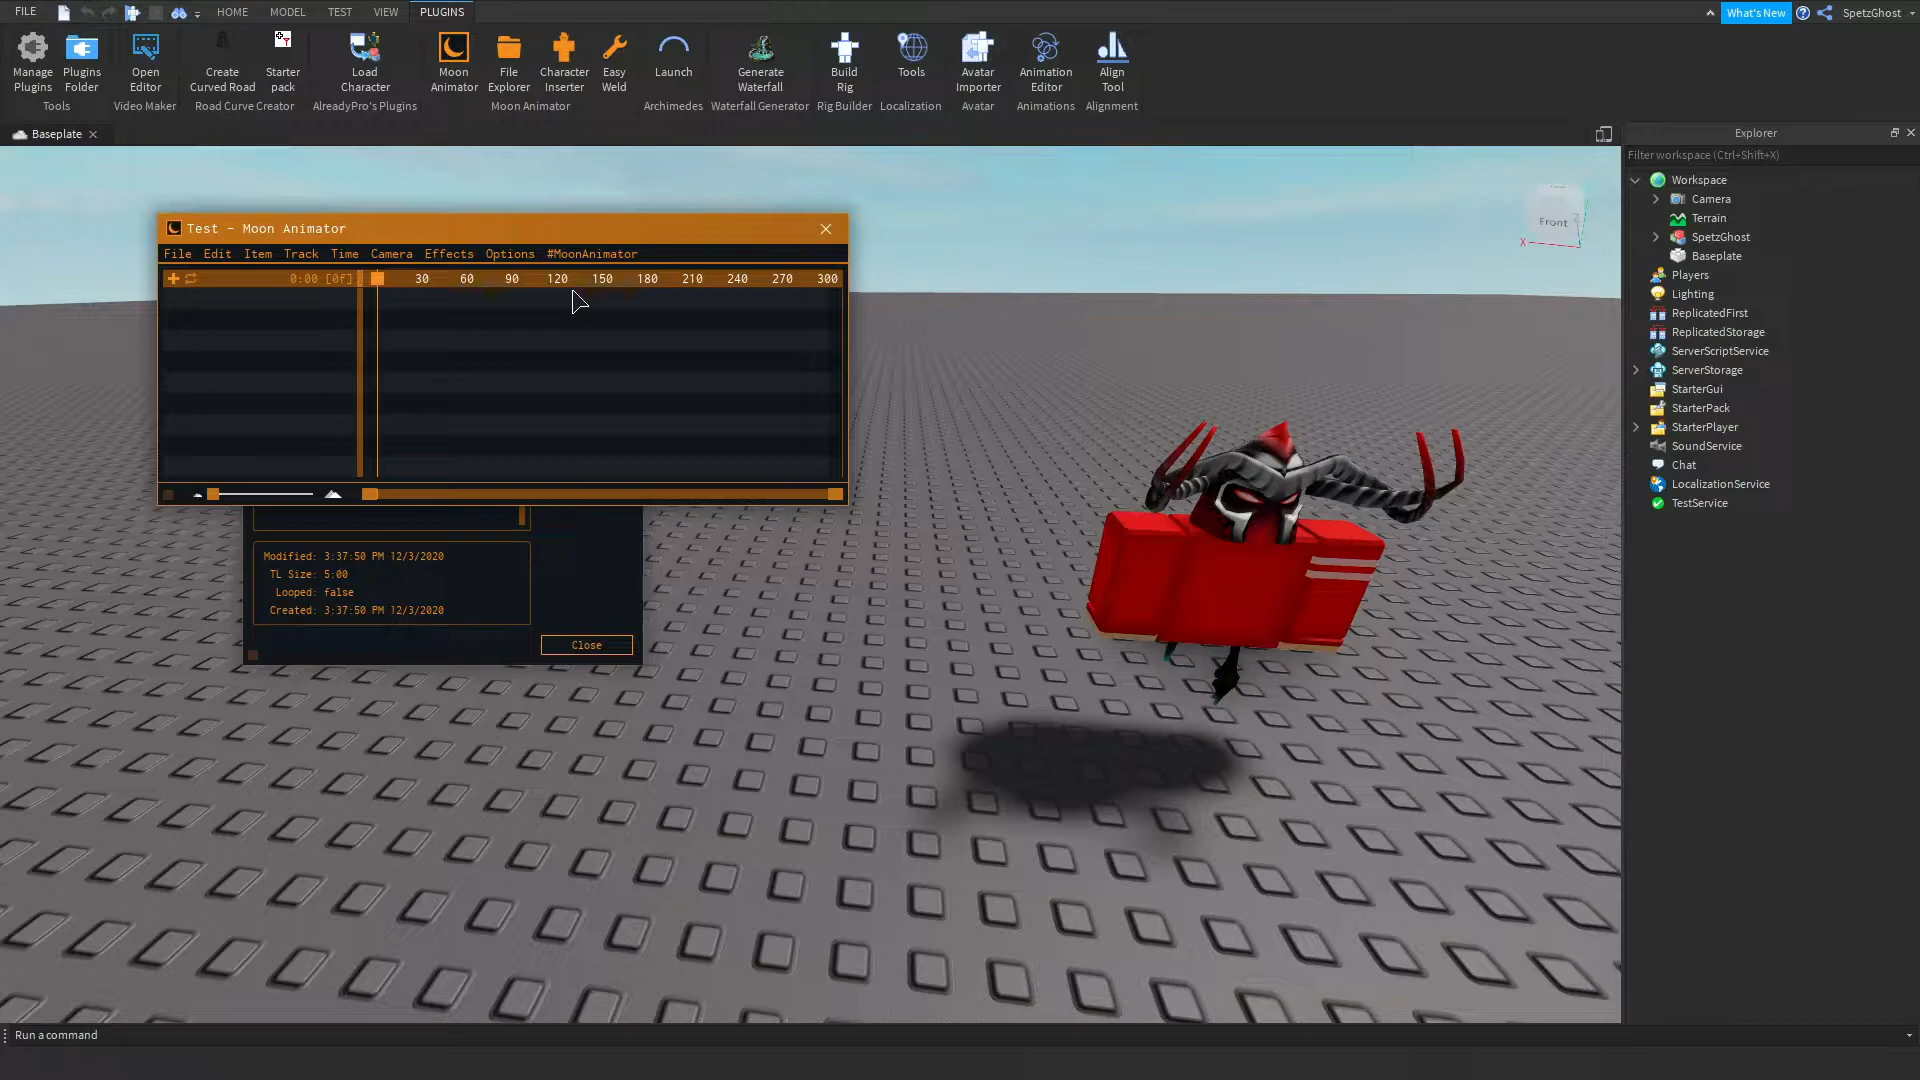 FILE HOME MODEL TEST VIEW PLUGINS What's New SpetzGhost
Manage Plugins
Plugins Folder
Tools
Open Editor
Video Maker
Create Curved Road
Starter pack
Road Curve Creator
Load Character
AlreadyPro's Plugins
Moon Animator
File Explorer
Character Inserter
Easy Weld
Moon Animator
Launch
Archimedes
Generate Waterfall
Waterfall Generator
Build Rig
Rig Builder
Tools
Localization
Avatar Importer
Avatar
Animation Editor
Animations
Align Tool
Alignment
Baseplate
Explorer
Filter workspace (Ctrl+Shift+X)
Workspace
Camera
Terrain
SpetzGhost
Baseplate
Players
Lighting
ReplicatedFirst
ReplicatedStorage
ServerScriptService
ServerStorage
StarterGui
StarterPack
StarterPlayer
SoundService
Chat
LocalizationService
TestService
Front
X
Z
Test - Moon Animator
File Edit Item Track Time Camera Effects Options #MoonAnimator
0:00 [0f] 30 60 90 120 150 180 210 240 270 300
Modified: 3:37:50 PM 12/3/2020
TL Size: 5:00
Looped: false
Created: 3:37:50 PM 12/3/2020
Close
Run a command